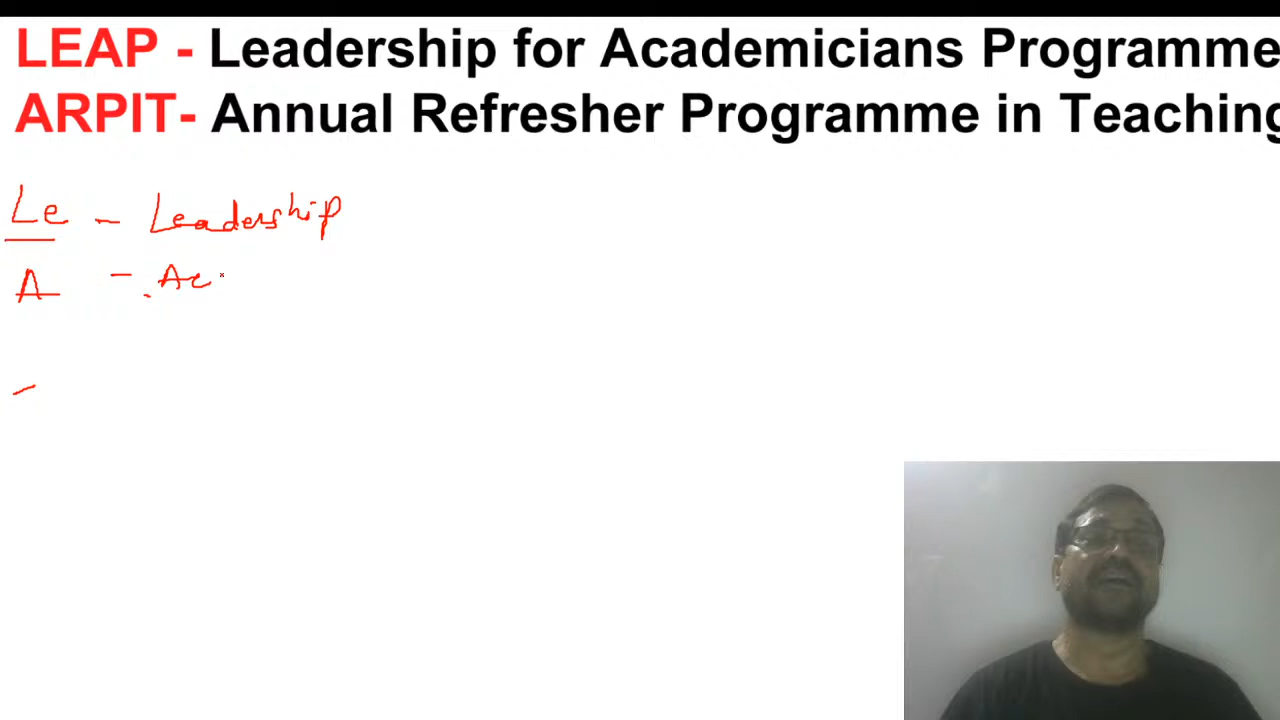 LEAP - Leadership for Academicians Programme
ARPIT- Annual Refresher Programme in Teaching
Le - Leadership
A - Ac